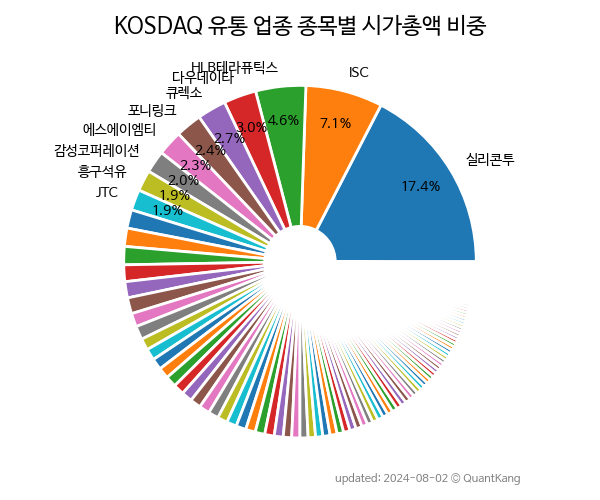 KOSDAQ 유통 업종 종목별 시가총액 비중
HLB테라퓨틱스
ISC
다우데이타
큐렉소
포니링크
에스에이엠티
감성코퍼레이션
흥구석유
JTC
실리콘투
17.4%
7.1%
4.6%
3.0%
2.7%
2.4%
2.3%
2.0%
1.9%
1.9%
updated: 2024-08-02 © QuantKang